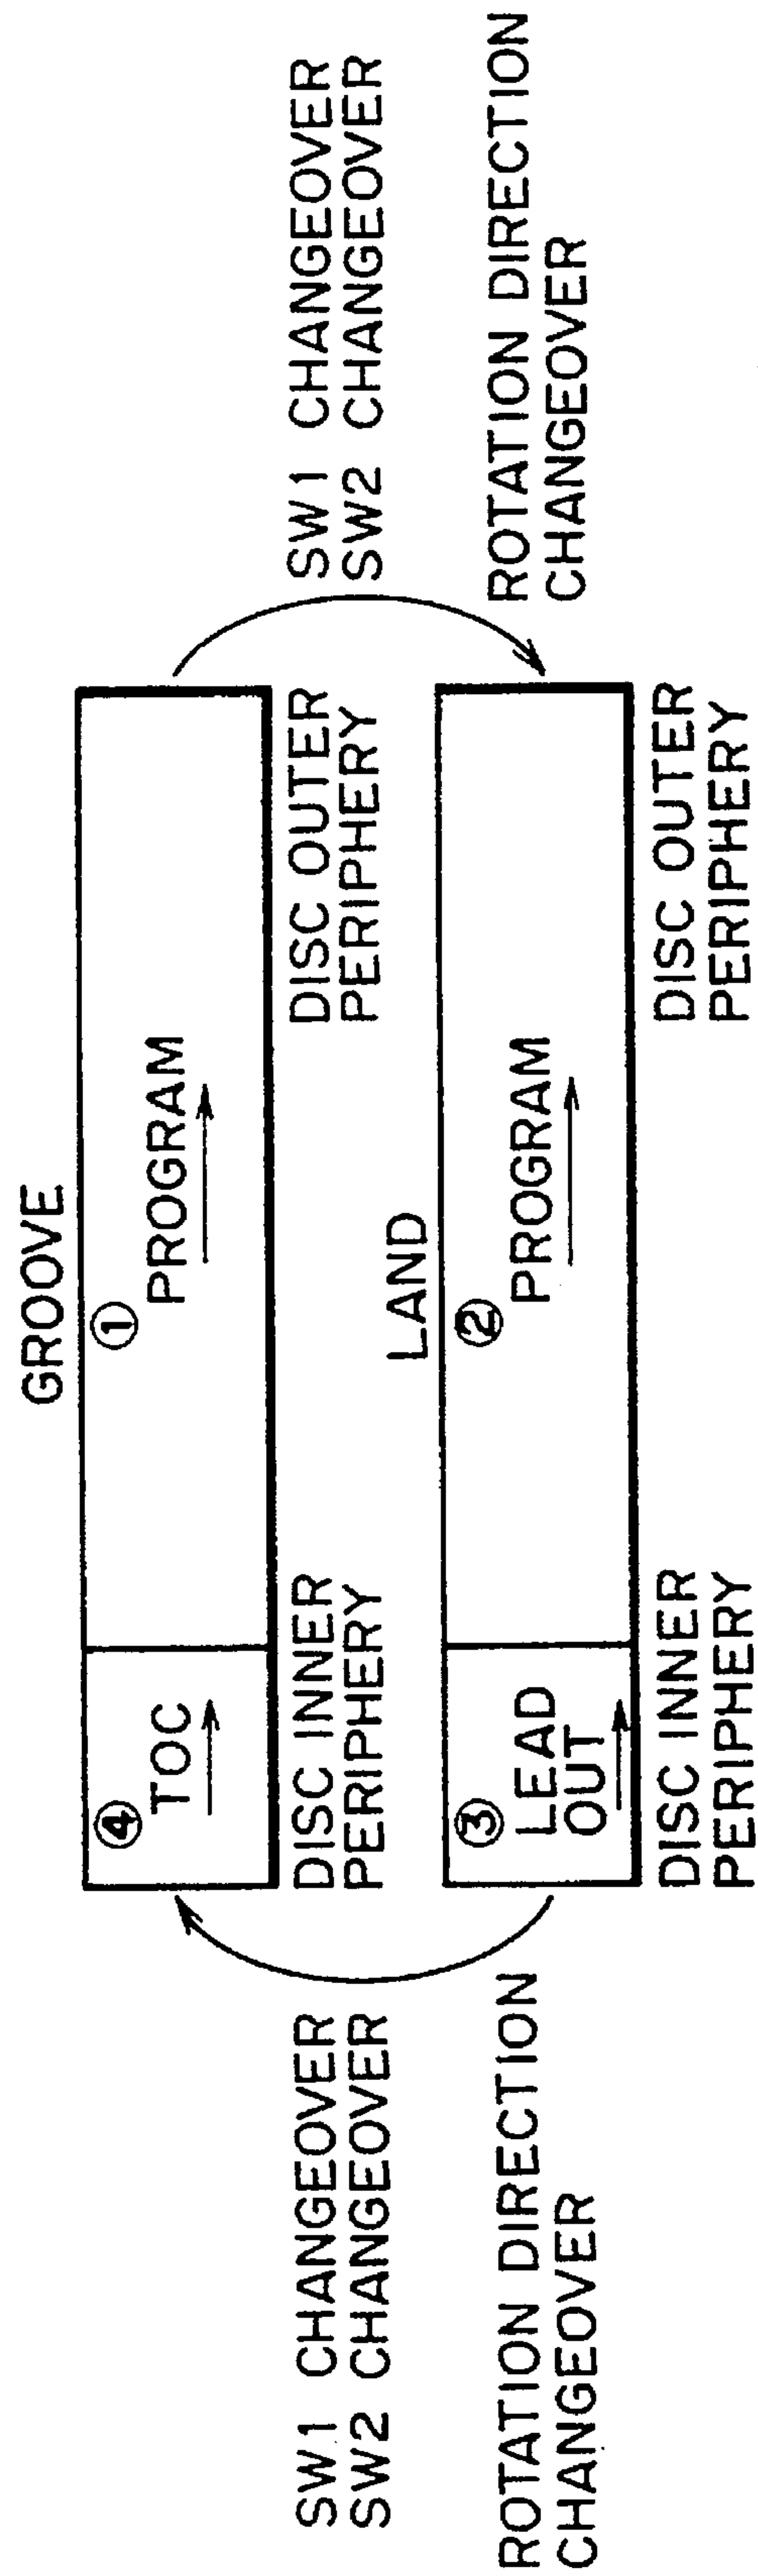 GROOVE
④ TOC
① PROGRAM
DISC INNER
PERIPHERY
DISC OUTER
PERIPHERY
SW1 CHANGEOVER
SW2 CHANGEOVER
SW1 CHANGEOVER
SW2 CHANGEOVER
LAND
③ LEAD
OUT
② PROGRAM
ROTATION DIRECTION
CHANGEOVER
ROTATION DIRECTION
CHANGEOVER
DISC INNER
PERIPHERY
DISC OUTER
PERIPHERY